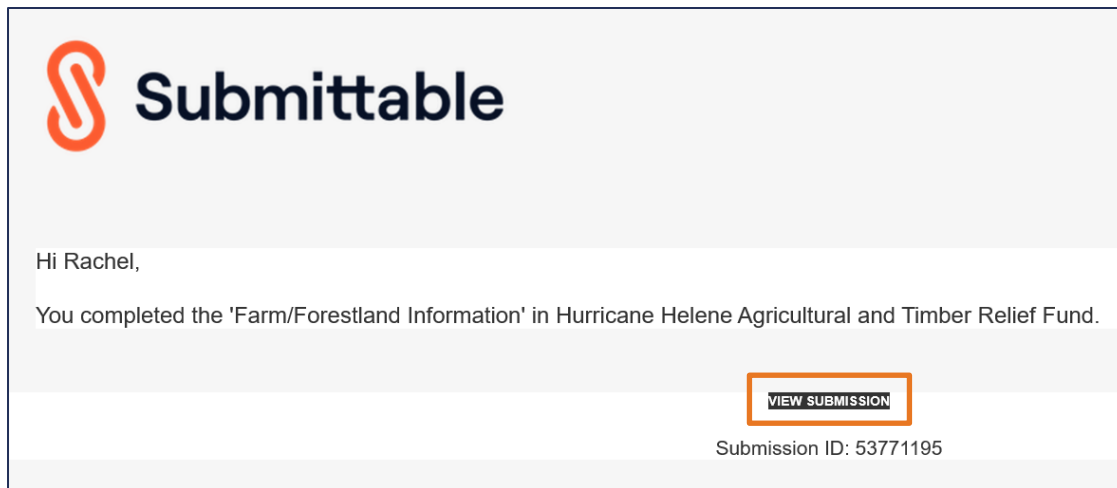 Submittable
Hi Rachel,
You completed the 'Farm/Forestland Information' in Hurricane Helene Agricultural and Timber Relief Fund.
VIEW SUBMISSION
Submission ID: 53771195